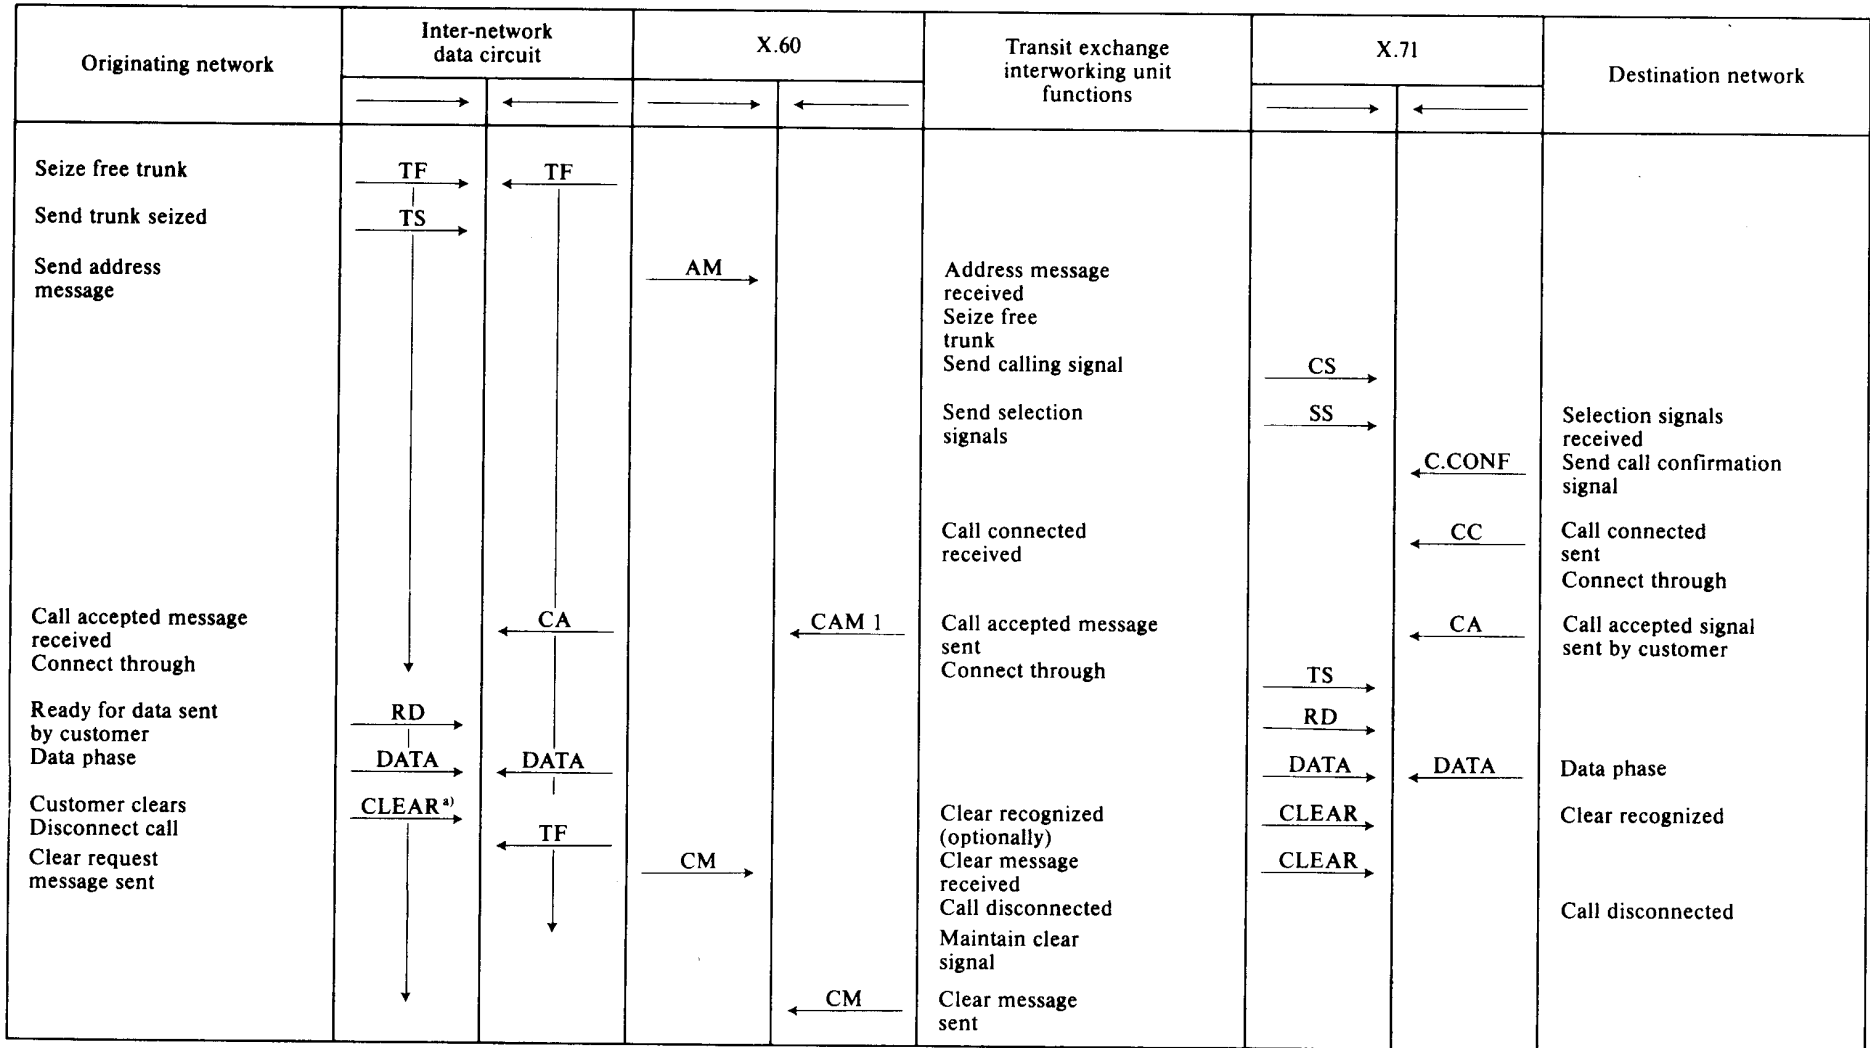 Originating network
Inter-network
data circuit
X.60
Transit exchange
interworking unit
functions
X.71
Destination network
Seize free trunk
TF
TF
Send trunk seized
TS
Send address
message
AM
Address message
received
Seize free
trunk
Send calling signal
CS
Send selection
signals
SS
Selection signals
received
C.CONF
Send call confirmation
signal
Call connected
received
CC
Call connected
sent
Connect through
Call accepted message
received
Connect through
CA
CAM 1
Call accepted message
sent
Connect through
CA
Call accepted signal
sent by customer
TS
Ready for data sent
by customer
RD
RD
Data phase
DATA
DATA
DATA
DATA
Data phase
Customer clears
Disconnect call
CLEAR a)
TF
Clear recognized
(optionally)
CLEAR
Clear recognized
Clear request
message sent
CM
Clear message
received
CLEAR
Call disconnected
Call disconnected
Maintain clear
signal
CM
Clear message
sent